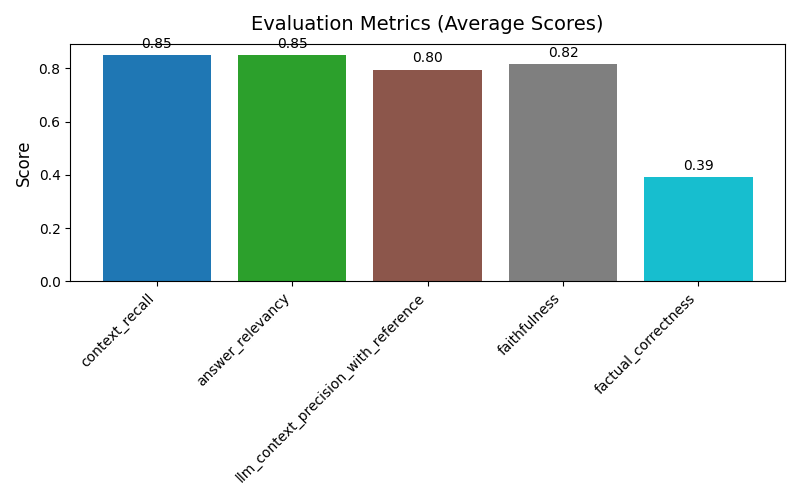 Evaluation Metrics (Average Scores)
0.85
0.85
0.80
0.82
0.39
Score
0.8
0.6
0.4
0.2
0.0
context_recall
answer_relevancy
llm_context_precision_with_reference
faithfulness
factual_correctness